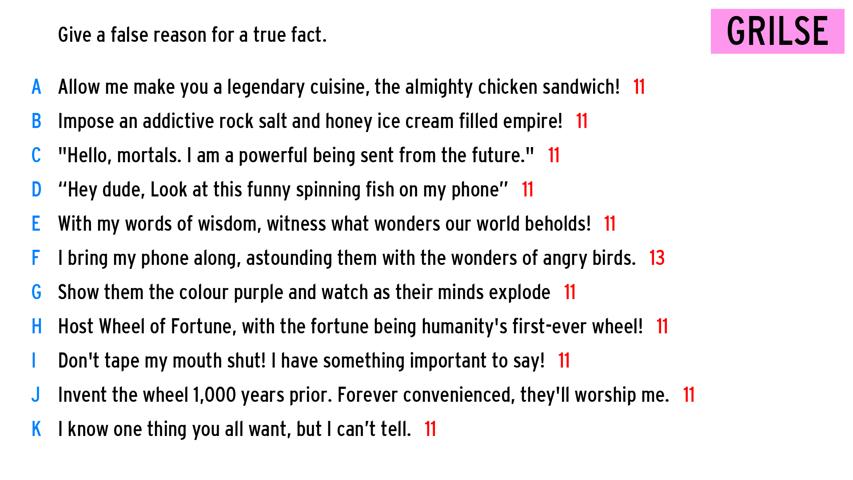 Give a false reason for a true fact.
GRILSE
A Allow me make you a legendary cuisine, the almighty chicken sandwich! 11
B Impose an addictive rock salt and honey ice cream filled empire! 11
C "Hello, mortals. I am a powerful being sent from the future." 11
D “Hey dude, Look at this funny spinning fish on my phone” 11
E With my words of wisdom, witness what wonders our world beholds! 11
F I bring my phone along, astounding them with the wonders of angry birds. 13
G Show them the colour purple and watch as their minds explode 11
H Host Wheel of Fortune, with the fortune being humanity's first-ever wheel! 11
I Don't tape my mouth shut! I have something important to say! 11
J Invent the wheel 1,000 years prior. Forever convenienced, they'll worship me. 11
K I know one thing you all want, but I can’t tell. 11